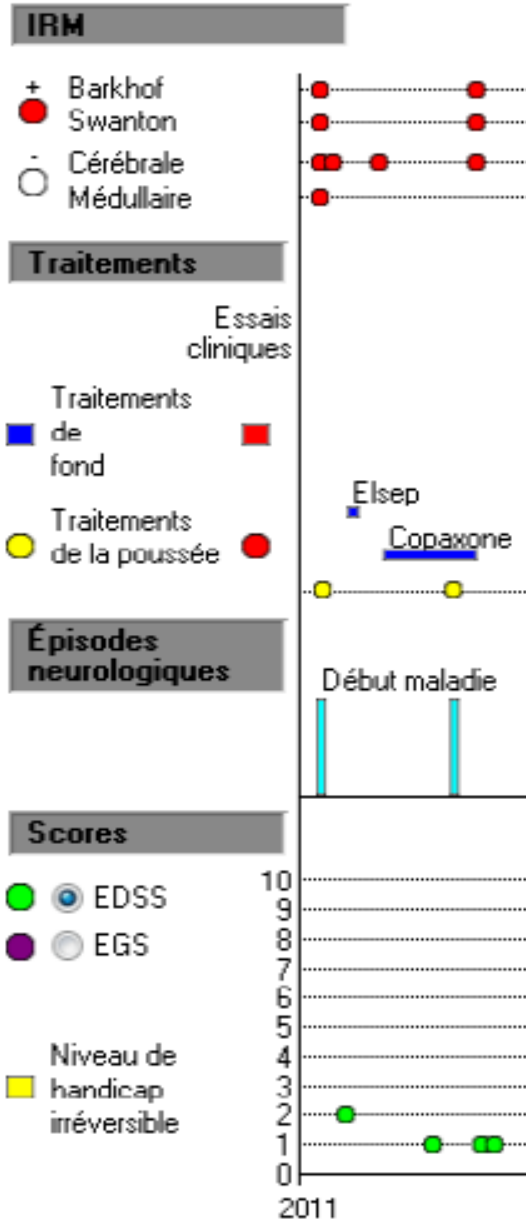 IRM
+ Barkhof
Swanton
- Cérébrale
Médullaire
Traitements
Essais
cliniques
Traitements
de
fond
Elsep
Traitements
de la poussée
Copaxone
Épisodes
neurologiques
Début maladie
Scores
10
EDSS
9
8
EGS
7
6
5
Niveau de
4
handicap
3
irréversible
2
1
0
2011